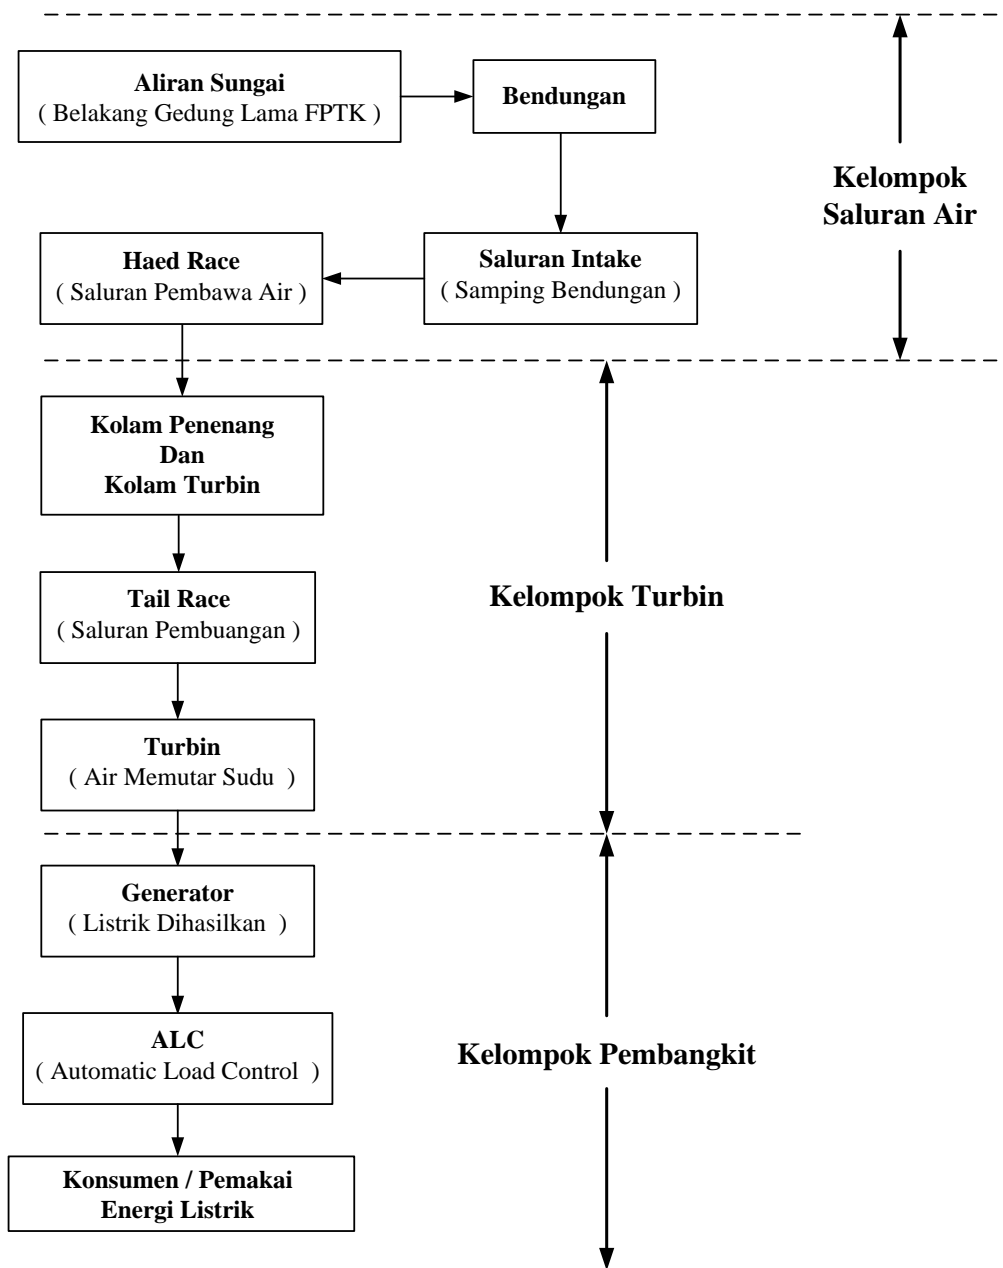 Aliran Sungai
( Belakang Gedung Lama FPTK )
Bendungan
Kelompok
Saluran Air
Saluran Intake
( Samping Bendungan )
Haed Race
( Saluran Pembawa Air )
Kolam Penenang
Dan
Kolam Turbin
Tail Race
( Saluran Pembuangan )
Kelompok Turbin
Turbin
( Air Memutar Sudu )
Generator
( Listrik Dihasilkan )
ALC
( Automatic Load Control )
Kelompok Pembangkit
Konsumen / Pemakai
Energi Listrik